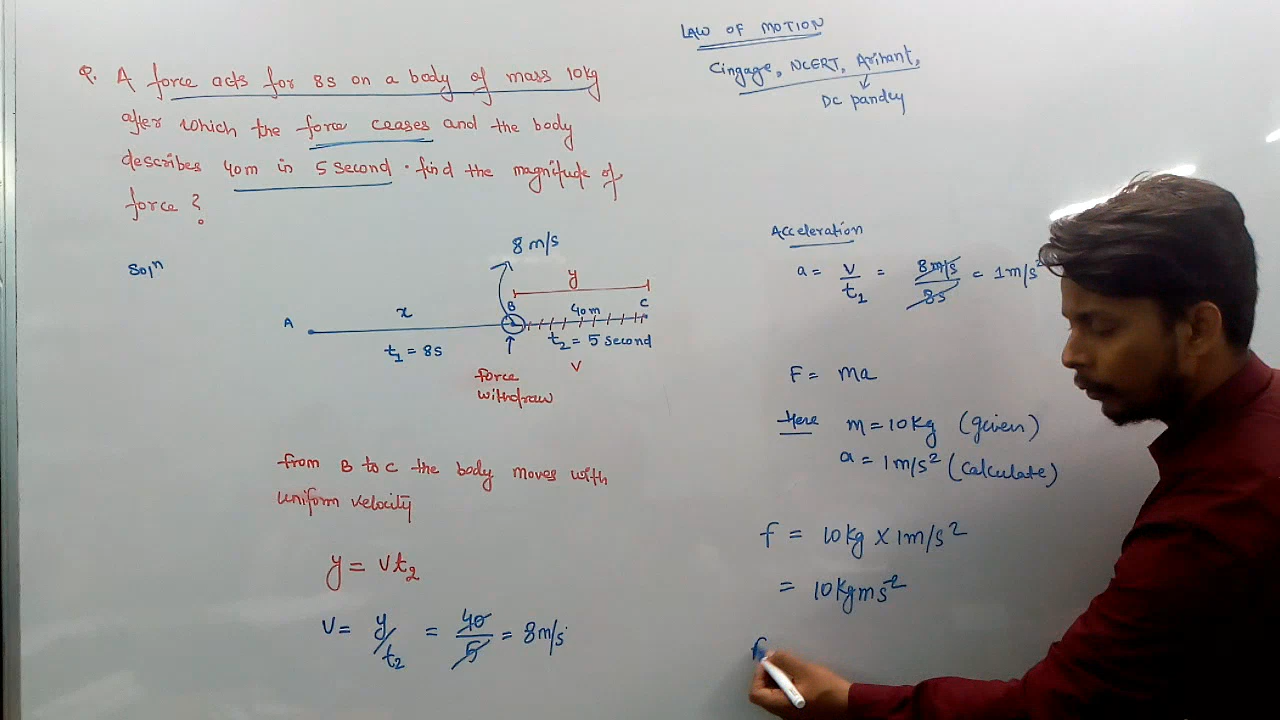 LAW OF MOTION
Cingage, NCERT, Arihant,
DC pandey
Q. A force acts for 8s on a body of mass 10kg
after which the force ceases and the body
describes 40m in 5 second . find the magnitude of
force ?
Solⁿ
8 m/s
y
A x B 40m C
t₁ = 8s t₂ = 5 second
force
withdraw
V
from B to C the body moves with
uniform velocity
y = vt₂
v = y/t₂ = 40/5 = 8m/s
Acceleration
a = v/t₁ = 8m/s/8s = 1m/s²
F = ma
Here m = 10kg (given)
a = 1m/s² (calculate)
f = 10kg × 1m/s²
= 10kgms⁻²
f